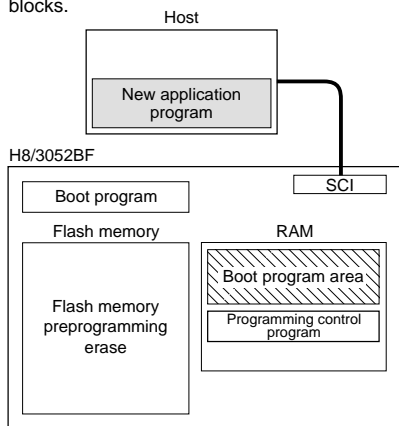 blocks.
Host
New application
program
H8/3052BF
SCI
Boot program
Flash memory
RAM
Boot program area
Flash memory
preprogramming
erase
Programming control
program